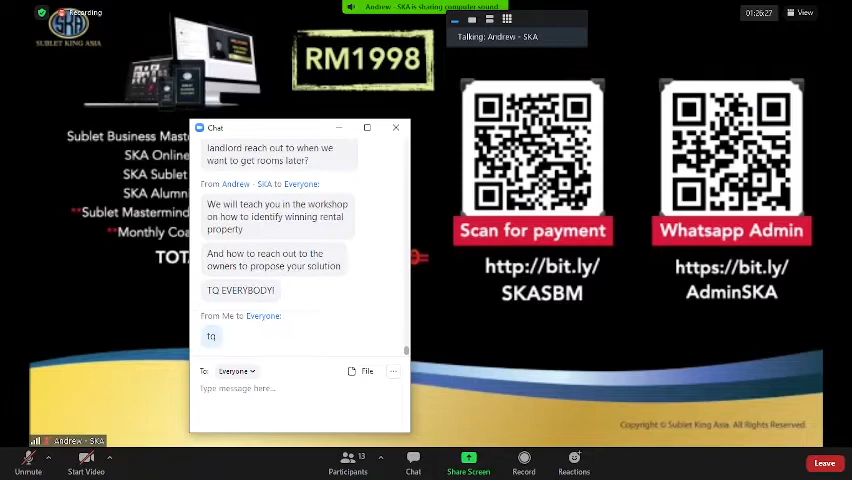 Andrew - SKA is sharing computer sound
Recording
01:26:27
View
Talking: Andrew - SKA
SKA
SUBLET KING ASIA
RM1998
Sublet Business Mast
SKA Online
SKA Sublet
SKA Alumni
**Sublet Mastermind
**Monthly Coa
TOTA
Chat
landlord reach out to when we
want to get rooms later?
From Andrew - SKA to Everyone:
We will teach you in the workshop
on how to identify winning rental
property
And how to reach out to the
owners to propose your solution
TQ EVERYBODY!
From Me to Everyone:
tq
To: Everyone
File
Type message here...
Scan for payment
http://bit.ly/
SKASBM
Whatsapp Admin
https://bit.ly/
AdminSKA
Copyright © Sublet King Asia. All Rights Reserved.
Andrew - SKA
Unmute
Start Video
Participants
13
Chat
Share Screen
Record
Reactions
Leave